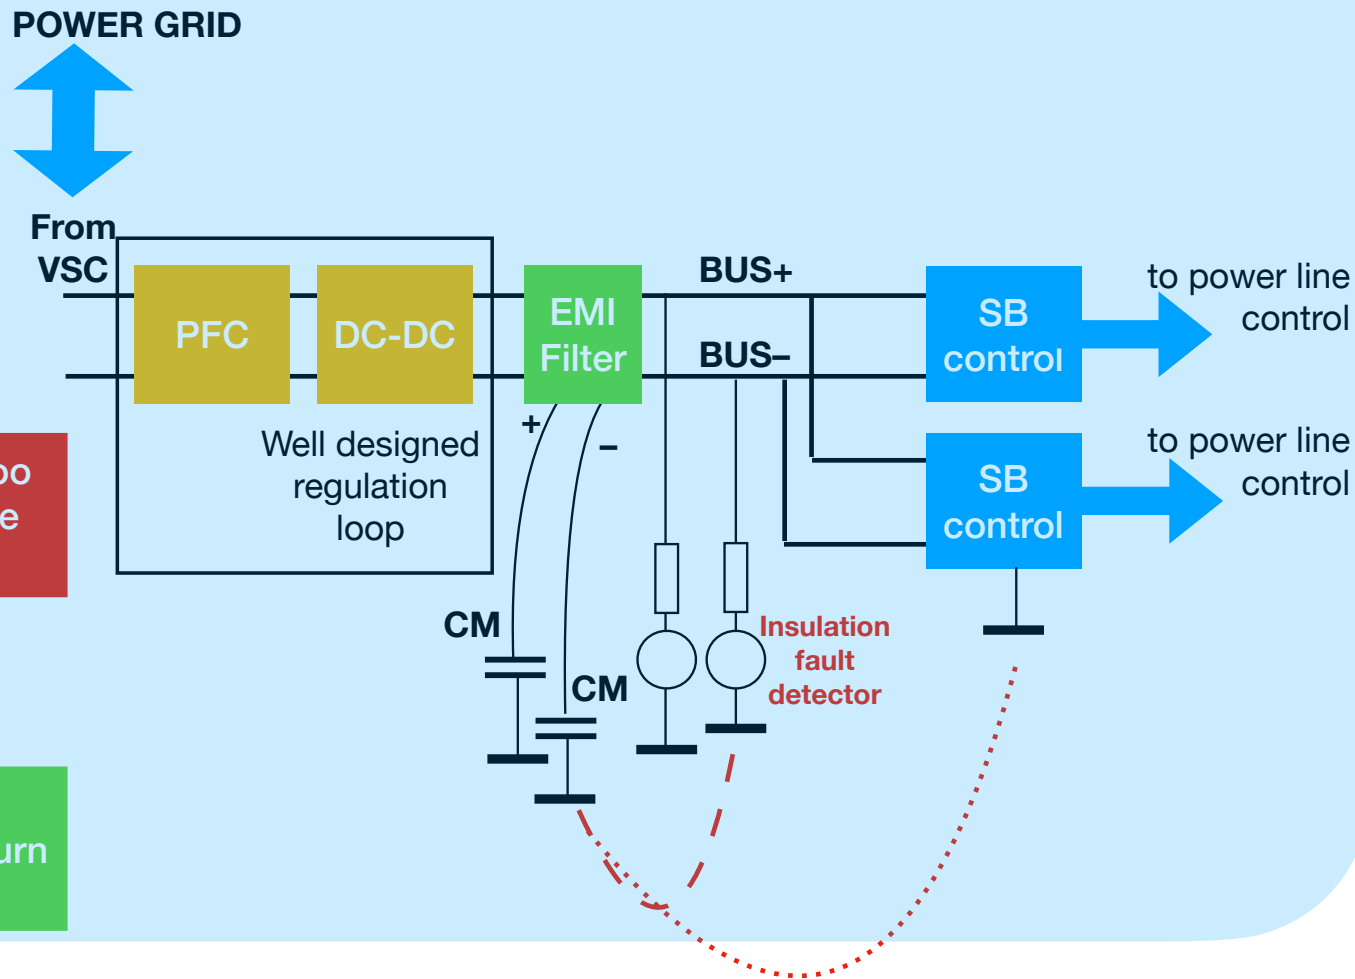 POWER GRID
From
VSC
PFC
DC-DC
EMI
Filter
BUS+
BUS–
SB
control
to power line
control
+
–
Well designed
regulation
loop
SB
control
to power line
control
CM
CM
Insulation
fault
detector